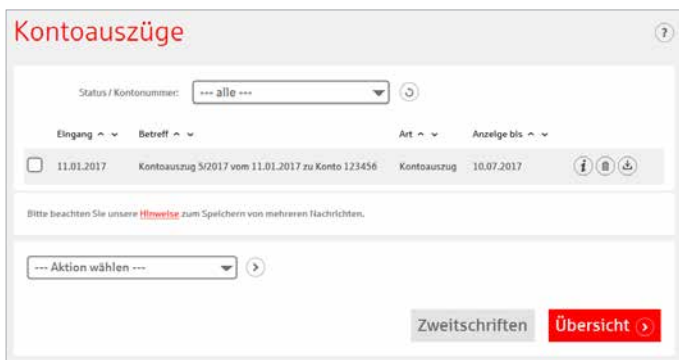 Kontoauszüge
?
Status / Kontonummer: --- alle ---
Eingang Betreff Art Anzeige bis
11.01.2017 Kontoauszug 5/2017 vom 11.01.2017 zu Konto 123456 Kontoauszug 10.07.2017 i
Bitte beachten Sie unsere Hinweise zum Speichern von mehreren Nachrichten.
--- Aktion wählen ---
Zweitschriften Übersicht